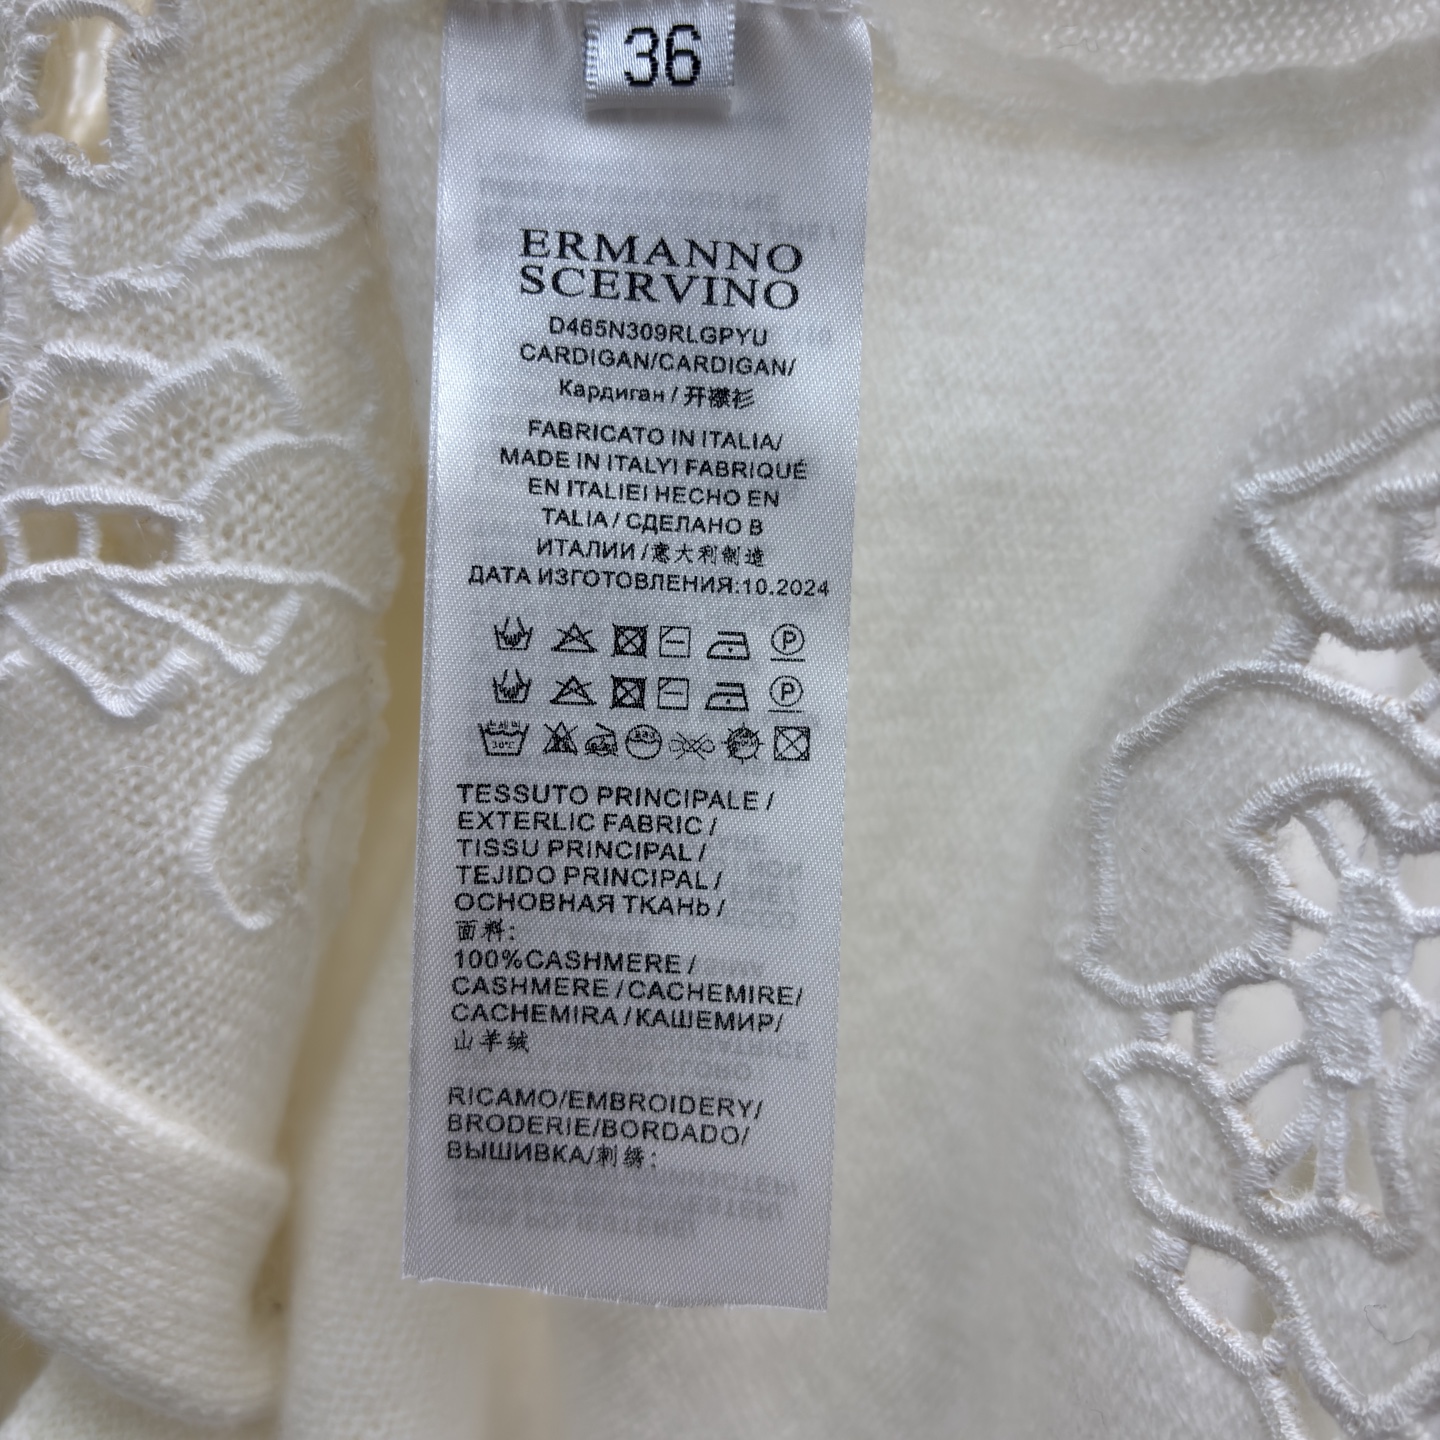 36
ERMANNO
SCERVINO
D465N309RLGPYU
CARDIGAN/CARDIGAN/
Кардиган / 开襟衫
FABRICATO IN ITALIA/
MADE IN ITALYI FABRIQUÉ
EN ITALIEI HECHO EN
TALIA / СДЕЛАНО В
ИТАЛИИ /意大利制造
ДАТА ИЗГОТОВЛЕНИЯ:10.2024
P
P
30°C
TESSUTO PRINCIPALE /
EXTERLIC FABRIC /
TISSU PRINCIPAL /
TEJIDO PRINCIPAL /
ОСНОВНАЯ ТКАНЬ /
面料:
100%CASHMERE /
CASHMERE / CACHEMIRE/
CACHEMIRA / КАШЕМИР/
山羊绒
RICAMO/EMBROIDERY/
BRODERIE/BORDADO/
ВЫШИВКА/刺绣: